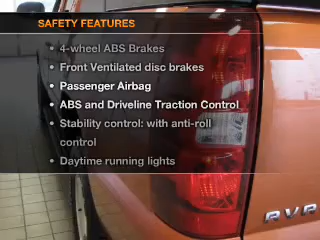 SAFETY FEATURES
• 4-wheel ABS Brakes
• Front Ventilated disc brakes
• Passenger Airbag
• ABS and Driveline Traction Control
• Stability control: with anti-roll
control
• Daytime running lights